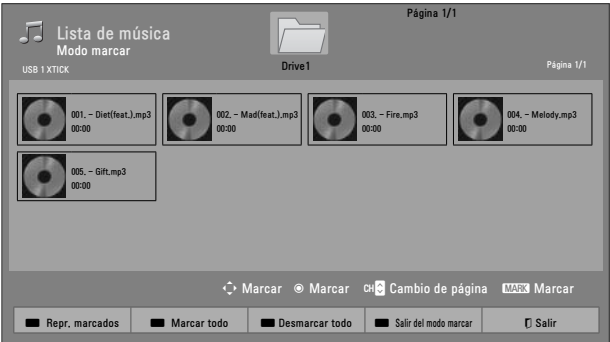 Página 1/1
Lista de música
Modo marcar
USB 1 XTICK
Drive1
Página 1/1
001. - Diet(feat.).mp3
00:00
002. - Mad(feat.).mp3
00:00
003. - Fire.mp3
00:00
004. - Melody.mp3
00:00
005. - Gift.mp3
00:00
Marcar Marcar CH Cambio de página MARK Marcar
Repr. marcados Marcar todo Desmarcar todo Salir del modo marcar Salir